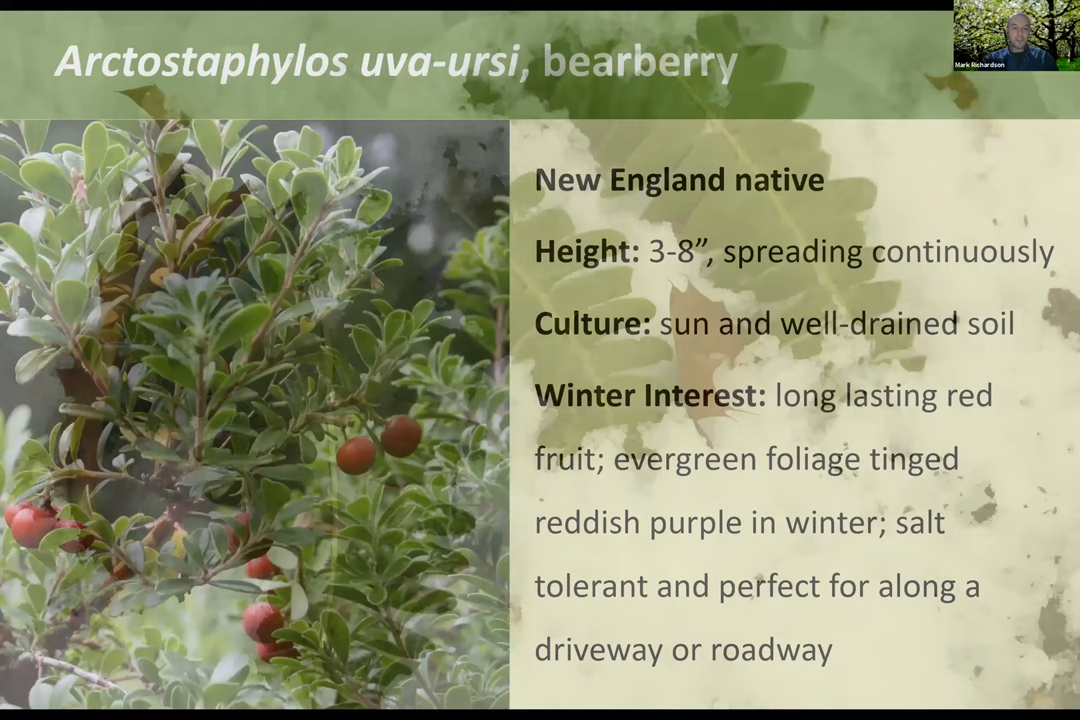 Arctostaphylos uva-ursi, bearberry
Mark Richardson
New England native
Height: 3-8”, spreading continuously
Culture: sun and well-drained soil
Winter Interest: long lasting red
fruit; evergreen foliage tinged
reddish purple in winter; salt
tolerant and perfect for along a
driveway or roadway